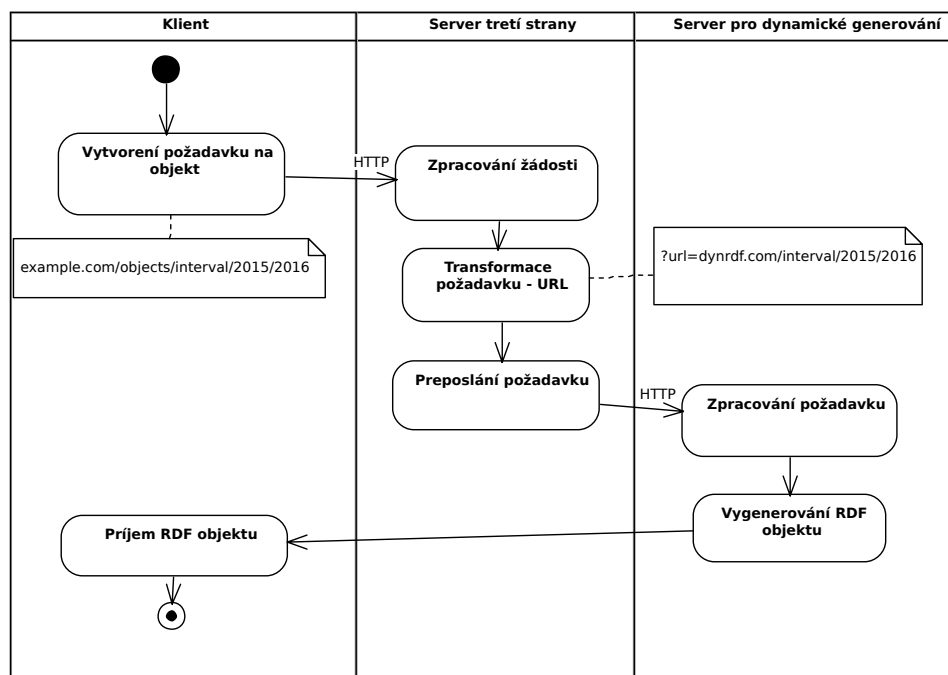 Klient
Server tretí strany
Server pro dynamické generování
Vytvorení požadavku na
objekt
HTTP
Zpracování žádosti
example.com/objects/interval/2015/2016
Transformace
požadavku - URL
?url=dynrdf.com/interval/2015/2016
Preposlání požadavku
HTTP
Zpracování požadavku
Vygenerování RDF
objektu
Príjem RDF objektu